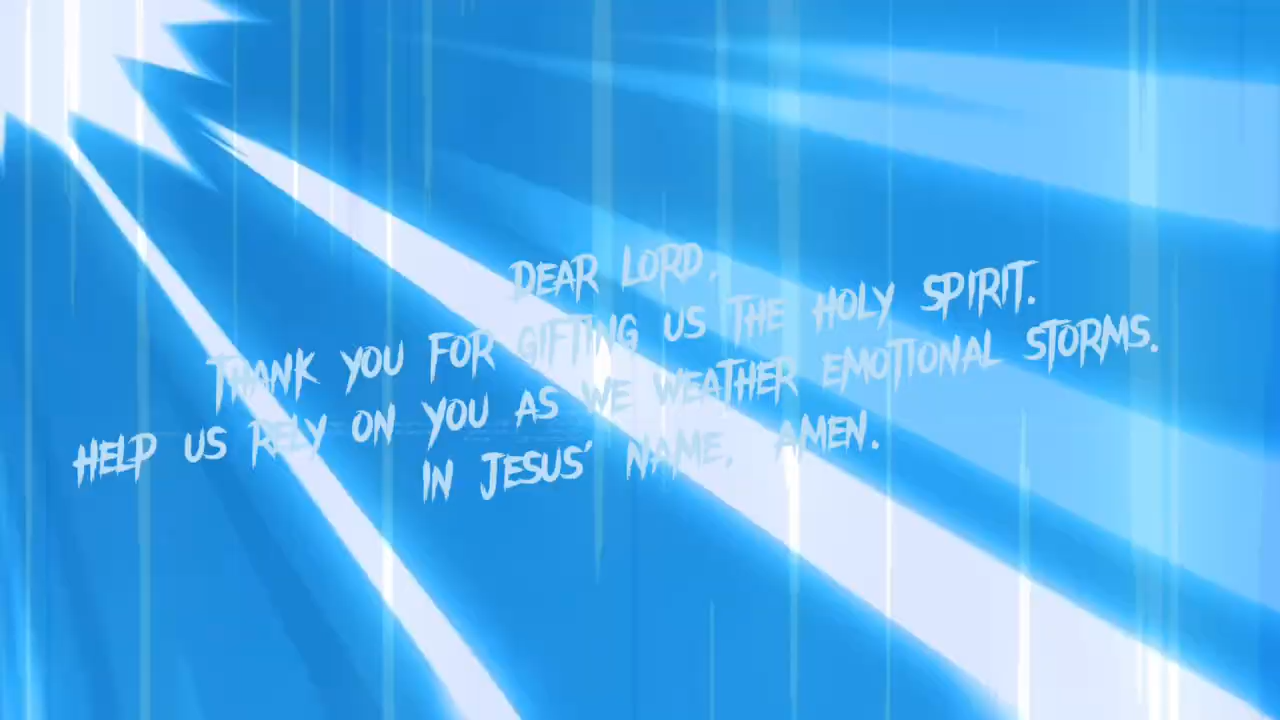 DEAR LORD,
THANK YOU FOR GIFTING US THE HOLY SPIRIT.
HELP US RELY ON YOU AS WE WEATHER EMOTIONAL STORMS.
IN JESUS' NAME, AMEN.